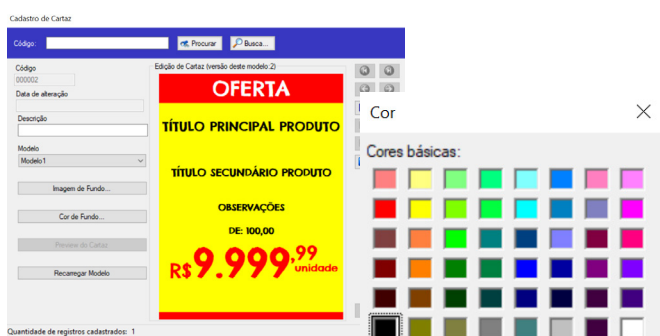 Cadastro de Cartaz
Código:
Procurar
Busca...
Código
000002
Data de alteração
Descrição
Modelo
Modelo1
Imagem de Fundo...
Cor de Fundo...
Preview do Cartaz
Recarregar Modelo
Quantidade de registros cadastrados: 1
Edição de Cartaz (versão deste modelo:2)
OFERTA
TÍTULO PRINCIPAL PRODUTO
TÍTULO SECUNDÁRIO PRODUTO
OBSERVAÇÕES
DE: 100,00
R$9.999,99
unidade
Cor
Cores básicas: